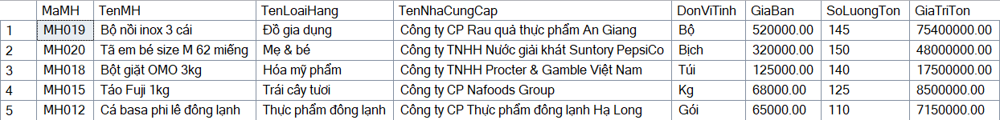 MaMH TenMH TenLoaiHang TenNhaCungCap DonViTinh GiaBan SoLuongTon GiaTriTon
1 MH019 Bộ nồi inox 3 cái Đồ gia dụng Công ty CP Rau quả thực phẩm An Giang Bộ 520000.00 145 75400000.00
2 MH020 Tã em bé size M 62 miếng Mẹ & bé Công ty TNHH Nước giải khát Suntory PepsiCo Bịch 320000.00 150 48000000.00
3 MH018 Bột giặt OMO 3kg Hóa mỹ phẩm Công ty TNHH Procter & Gamble Việt Nam Túi 125000.00 140 17500000.00
4 MH015 Táo Fuji 1kg Trái cây tươi Công ty CP Nafoods Group Kg 68000.00 125 8500000.00
5 MH012 Cá basa phi lê đông lạnh Thực phẩm đông lạnh Công ty CP Thực phẩm đông lạnh Hạ Long Gói 65000.00 110 7150000.00